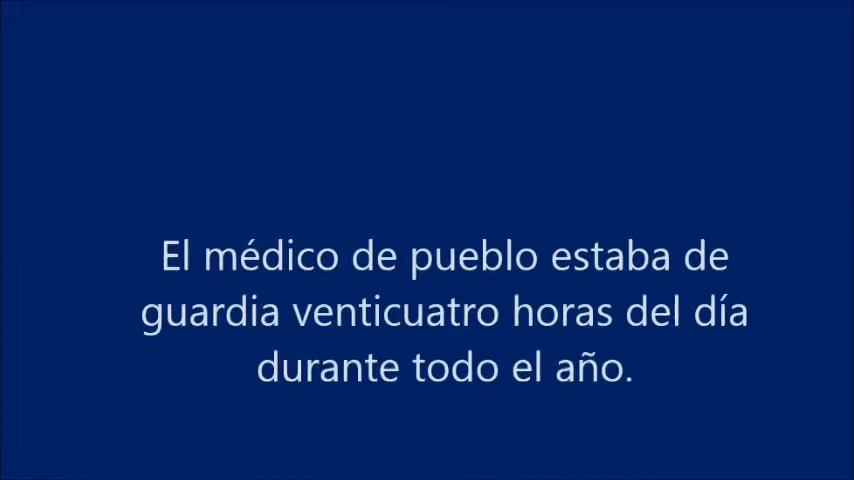 El médico de pueblo estaba de
guardia venticuatro horas del día
durante todo el año.